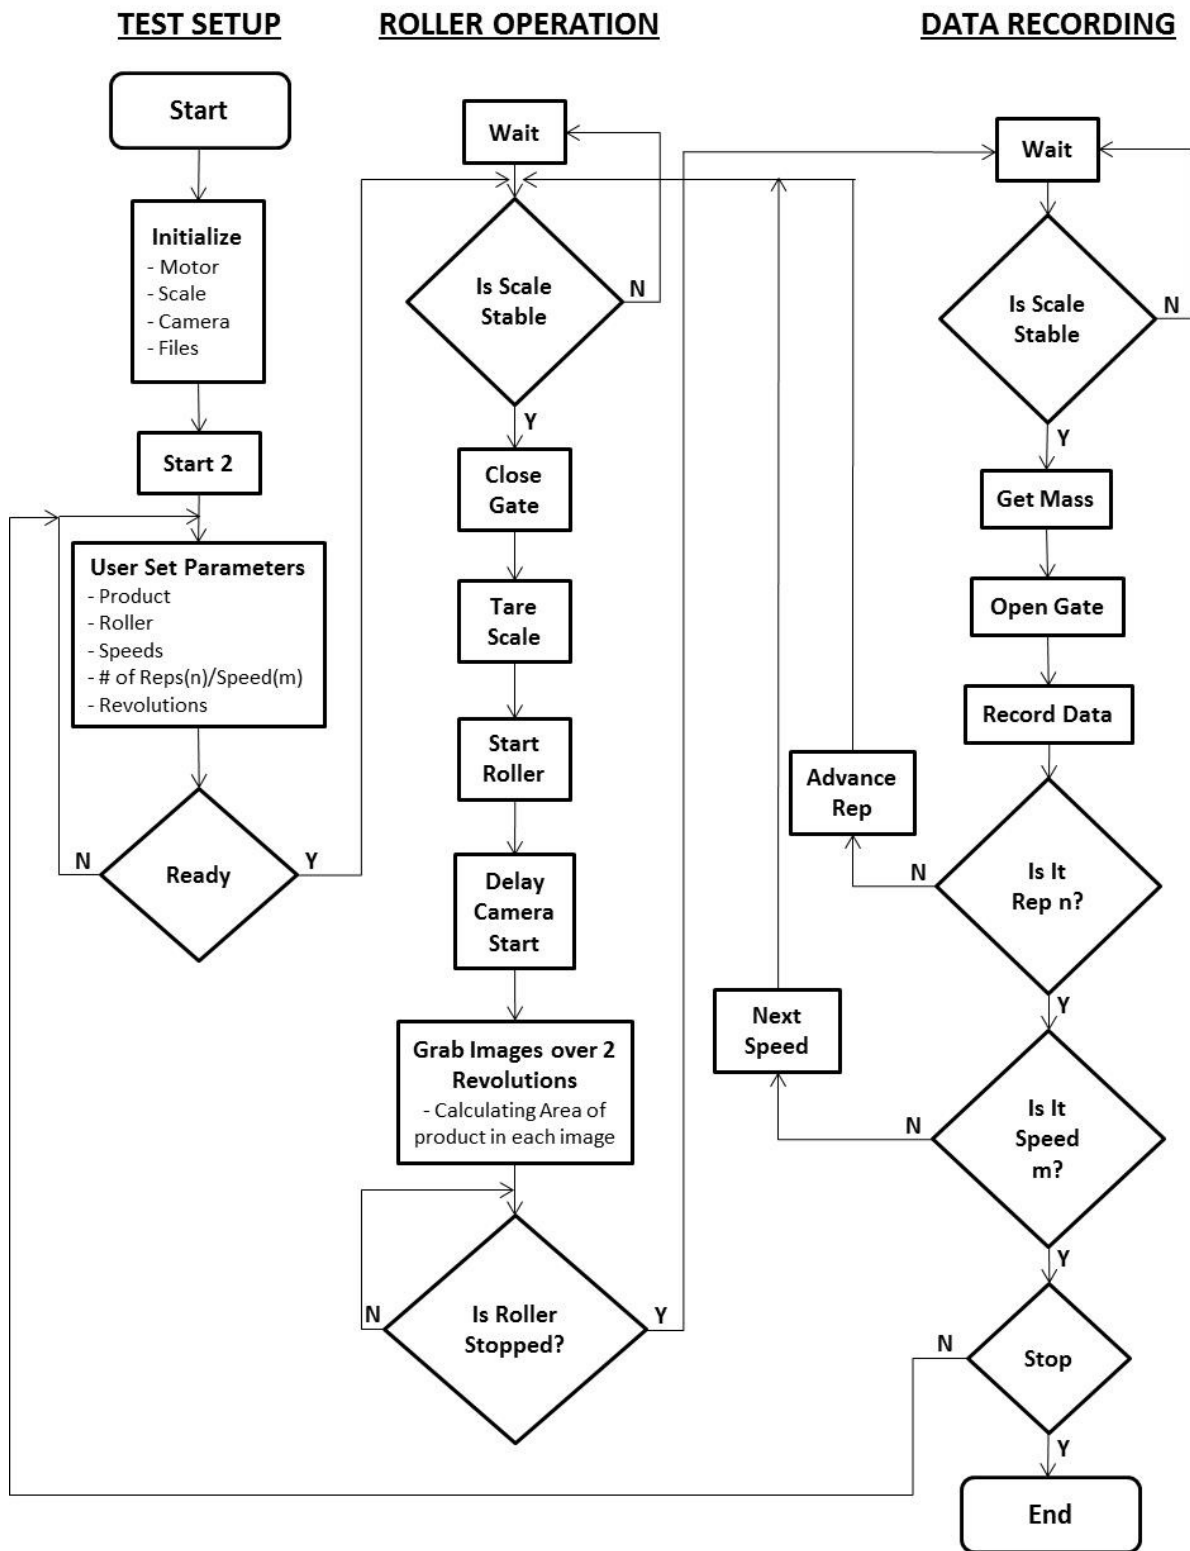 TEST SETUP
Start
Initialize
- Motor
- Scale
- Camera
- Files
Start 2
User Set Parameters
- Product
- Roller
- Speeds
- # of Reps(n)/Speed(m)
- Revolutions
N
Ready
Y
ROLLER OPERATION
Wait
Is Scale
Stable
N
Y
Close
Gate
Tare
Scale
Start
Roller
Delay
Camera
Start
Grab Images over 2
Revolutions
- Calculating Area of
product in each image
N
Is Roller
Stopped?
Y
DATA RECORDING
Wait
Is Scale
Stable
N
Y
Get Mass
Open Gate
Record Data
Advance
Rep
N
Is It
Rep n?
Y
Next
Speed
N
Is It
Speed
m?
Y
N
Stop
Y
End